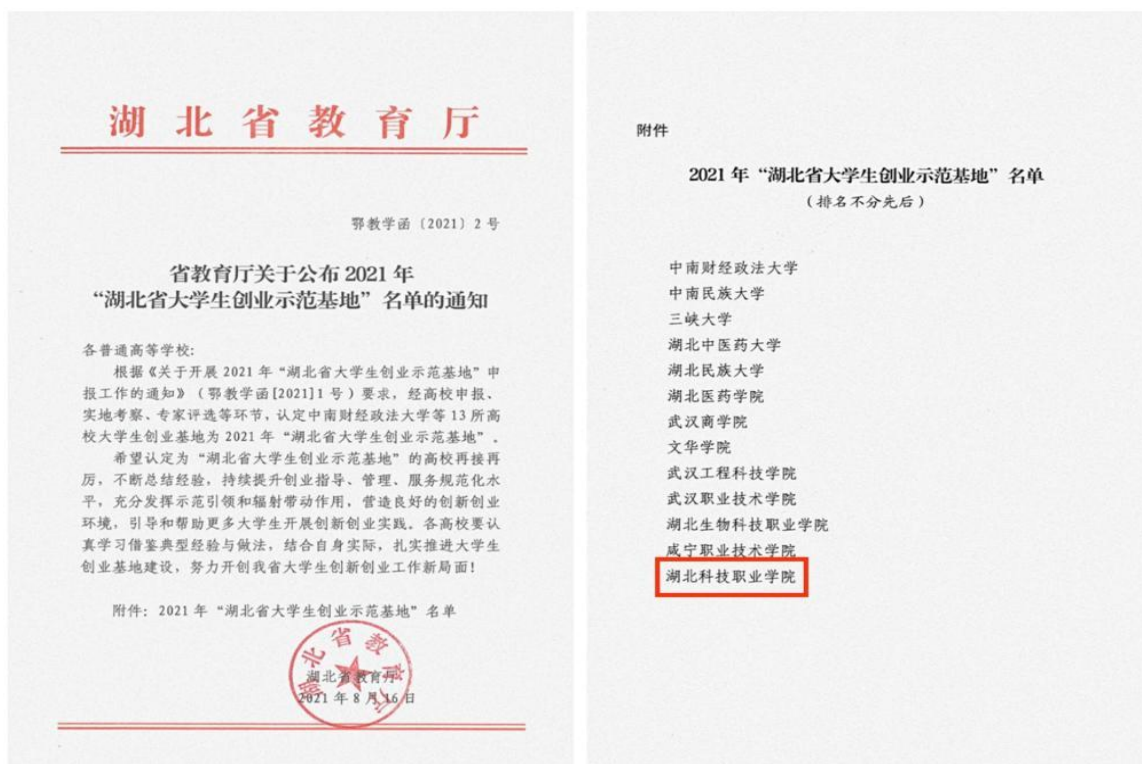 湖北省教育厅
鄂教学函〔2021〕2号
省教育厅关于公布2021年
“湖北省大学生创业示范基地”名单的通知
各普通高等学校:
根据《关于开展2021年“湖北省大学生创业示范基地”申
报工作的通知》（鄂教学函[2021]1号）要求，经高校申报、
实地考察、专家评选等环节,认定中南财经政法大学等13所高
校大学生创业基地为2021年“湖北省大学生创业示范基地”。
希望认定为“湖北省大学生创业示范基地”的高校再接再
厉，不断总结经验，持续提升创业指导、管理、服务规范化水
平，充分发挥示范引领和辐射带动作用，营造良好的创新创业
环境，引导和帮助更多大学生开展创新创业实践。各高校要认
真学习借鉴典型经验与做法，结合自身实际，扎实推进大学生
创业基地建设，努力开创我省大学生创新创业工作新局面！
附件：2021年“湖北省大学生创业示范基地”名单
湖北省教育厅
湖北省教育厅
2021年8月16日
附件
2021年“湖北省大学生创业示范基地”名单
（排名不分先后）
中南财经政法大学
中南民族大学
三峡大学
湖北中医药大学
湖北民族大学
湖北医药学院
武汉商学院
文华学院
武汉工程科技学院
武汉职业技术学院
湖北生物科技职业学院
咸宁职业技术学院
湖北科技职业学院